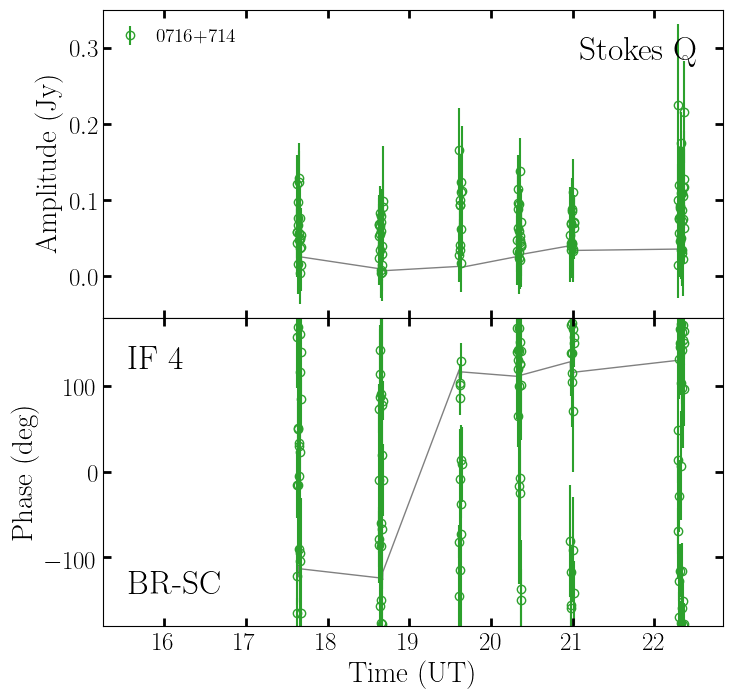 0716+714
Stokes Q
0.3
0.2
0.1
0.0
Amplitude (Jy)
IF 4
100
0
−100
Phase (deg)
BR-SC
16 17 18 19 20 21 22
Time (UT)